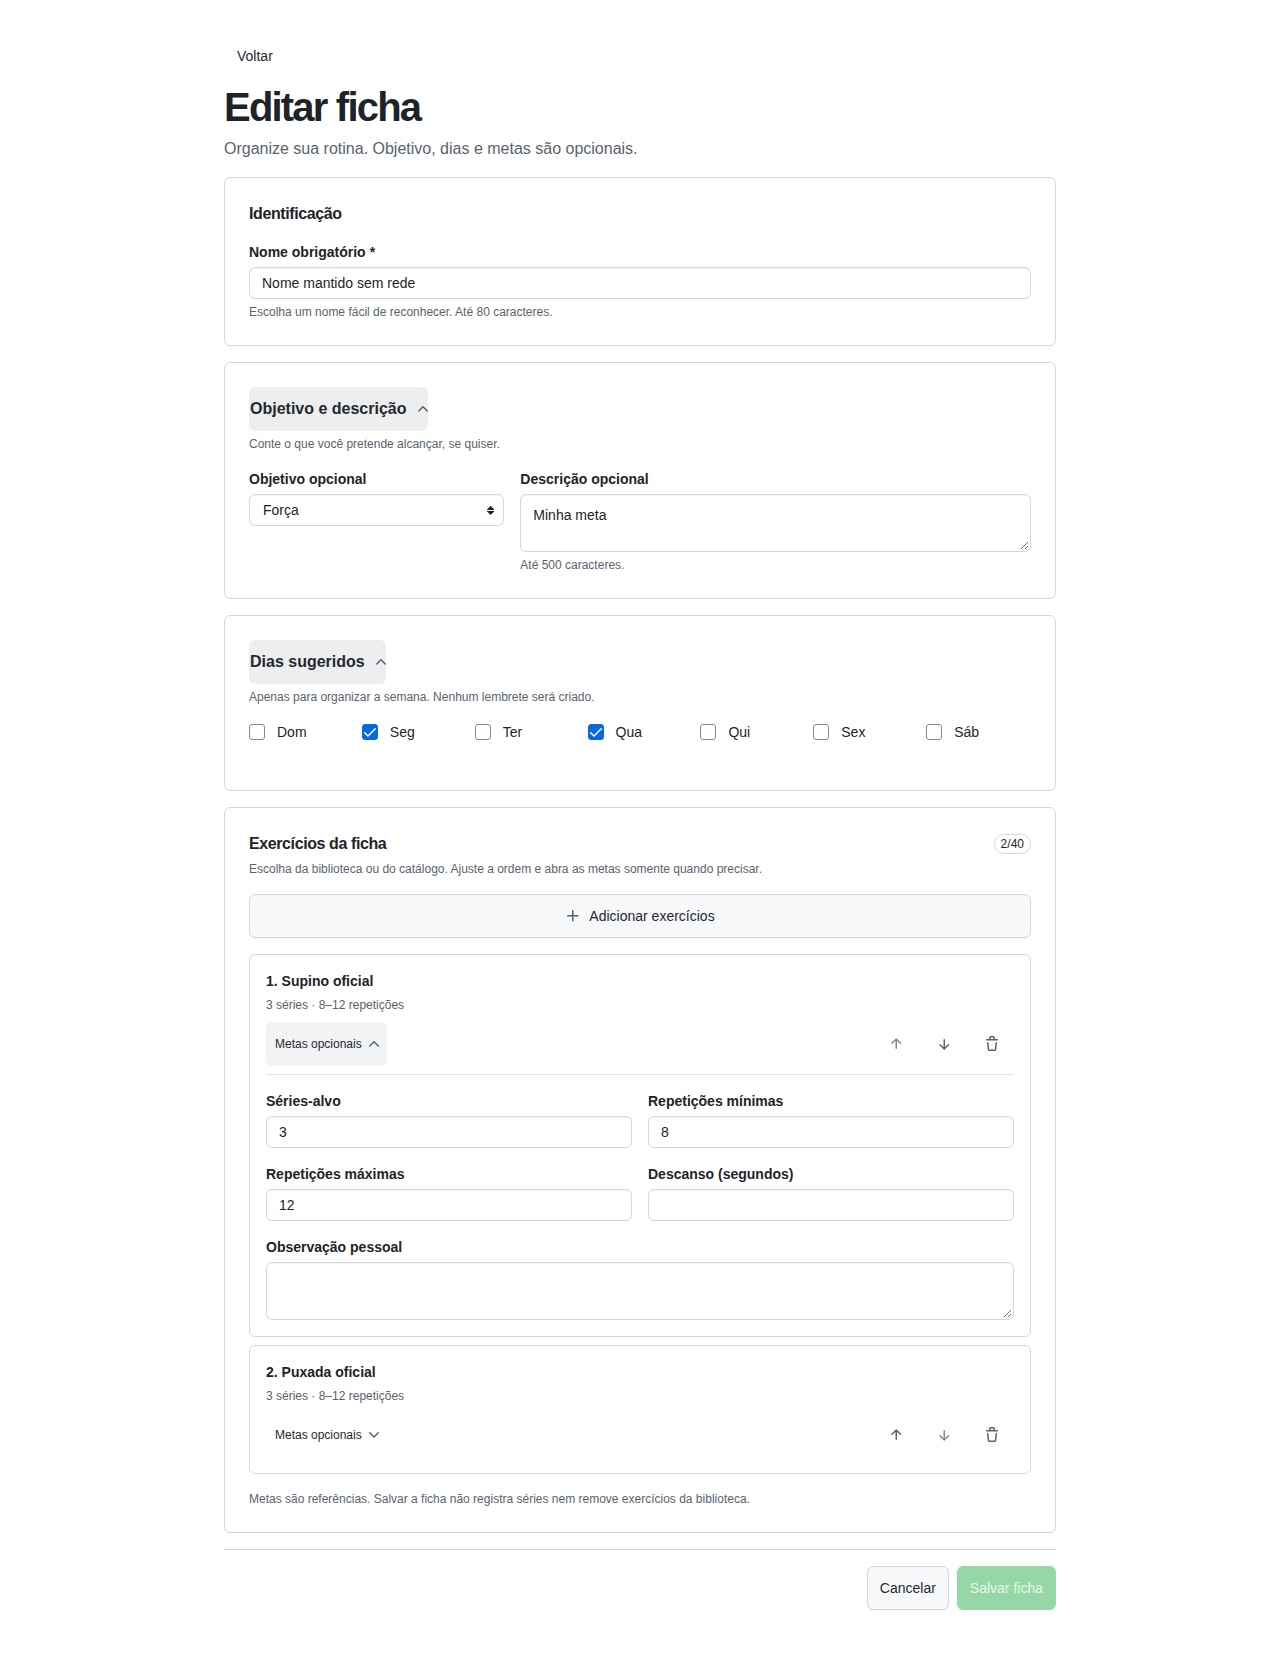 Voltar
Editar ficha
Organize sua rotina. Objetivo, dias e metas são opcionais.
Identificação
Nome obrigatório *
Nome mantido sem rede
Escolha um nome fácil de reconhecer. Até 80 caracteres.
Objetivo e descrição
Conte o que você pretende alcançar, se quiser.
Objetivo opcional
Descrição opcional
Força
Minha meta
Até 500 caracteres.
Dias sugeridos
Apenas para organizar a semana. Nenhum lembrete será criado.
Dom Seg Ter Qua Qui Sex Sáb
Exercícios da ficha
2/40
Escolha da biblioteca ou do catálogo. Ajuste a ordem e abra as metas somente quando precisar.
Adicionar exercícios
1. Supino oficial
3 séries · 8–12 repetições
Metas opcionais
Séries-alvo
Repetições mínimas
3
8
Repetições máximas
Descanso (segundos)
12
Observação pessoal
2. Puxada oficial
3 séries · 8–12 repetições
Metas opcionais
Metas são referências. Salvar a ficha não registra séries nem remove exercícios da biblioteca.
Cancelar
Salvar ficha